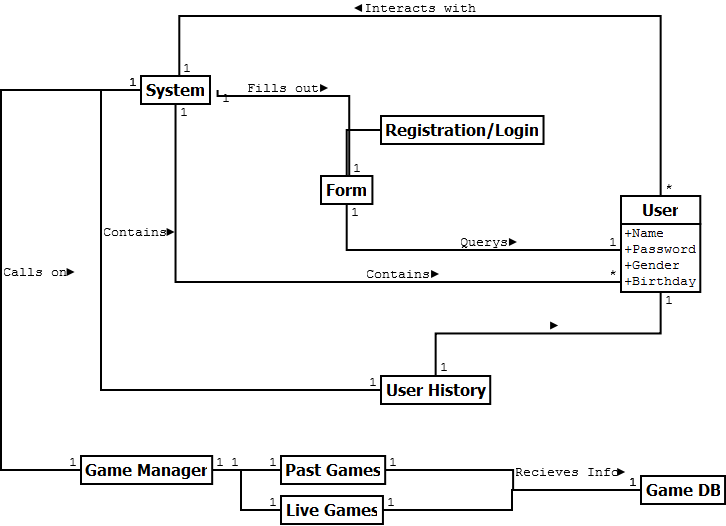 ◄Interacts with
1
1
System
1
Fills out►
1
Registration/Login
1
Form
1
*
User
+Name
+Password
+Gender
+Birthday
Contains►
Querys►
1
Calls on►
Contains►
*
1
►
1
1
User History
1
Game Manager
1
1
1
Past Games
1
Recieves Info►
1
Game DB
1
Live Games
1